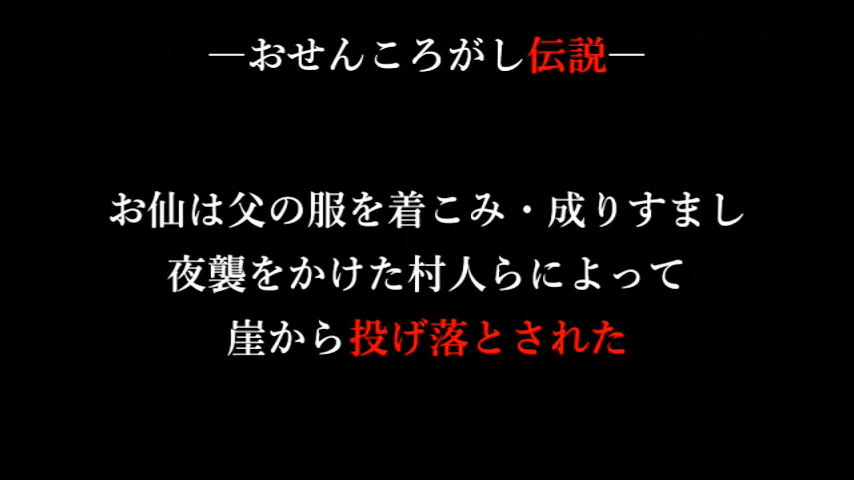 ―おせんころがし伝説―
お仙は父の服を着こみ・成りすまし
夜襲をかけた村人らによって
崖から投げ落とされた